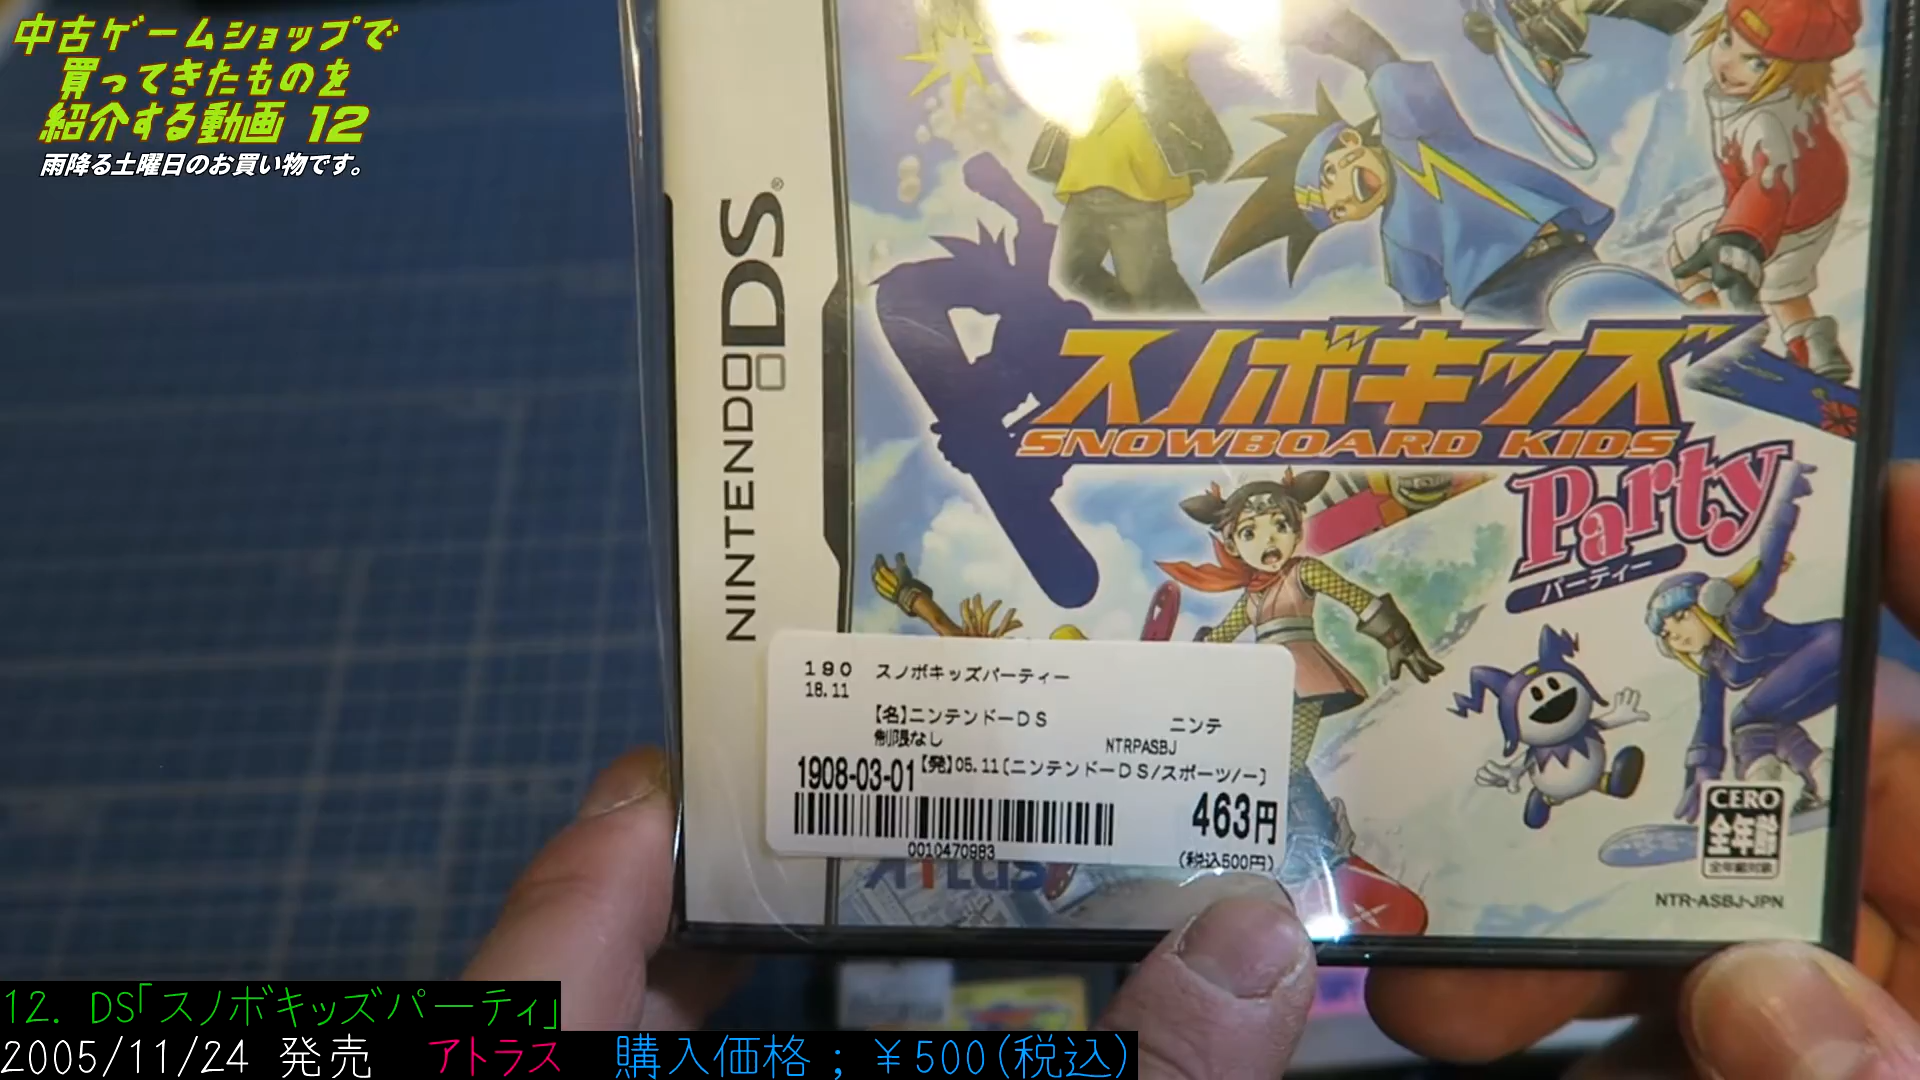 中古ゲームショップで
買ってきたものを
紹介する動画 12
雨降る土曜日のお買い物です。
NINTENDO DS
スノボキッズ
SNOWBOARD KIDS
Party
パーティー
190 スノボキッズパーティー
18.11
【名】ニンテンドーDS ニンテ
制限なし NTRPASBJ
1908-03-01 【発】05.11(ニンテンドーDS/スポーツ/ー)
463円
0010470983
(税込500円)
ATLUS
CERO
全年齢
全年齢対象
NTR-ASBJ-JPN
12. DS「スノボキッズパーティ」
2005/11/24 発売 アトラス 購入価格；￥500(税込)